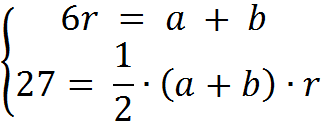 6r = a + b
27 = 1/2 · (a + b) · r